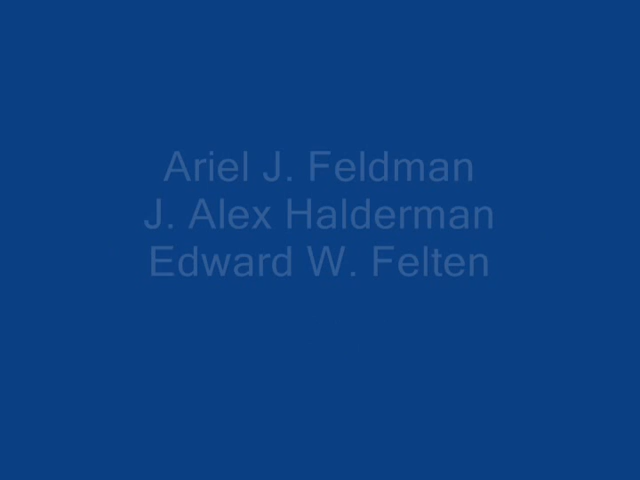 Ariel J. Feldman
J. Alex Halderman
Edward W. Felten